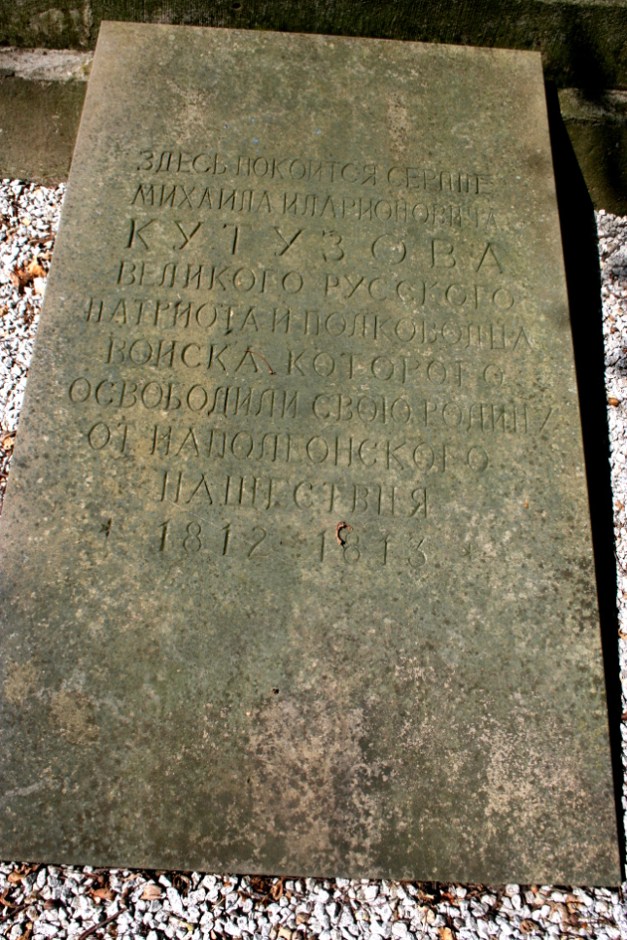 ЗДЕСЬ ПОКОИТСЯ СЕРДЦЕ
МИХАИЛА ИЛАРИОНОВИЧА
КУТУЗОВА
ВЕЛИКОГО РУССКОГО
ПАТРИОТА И ПОЛКОВОДЦА
ВОЙСКА КОТОРОГО
ОСВОБОДИЛИ СВОЮ РОДИНУ
ОТ НАПОЛЕОНСКОГО
НАШЕСТВИЯ
1812 - 1813